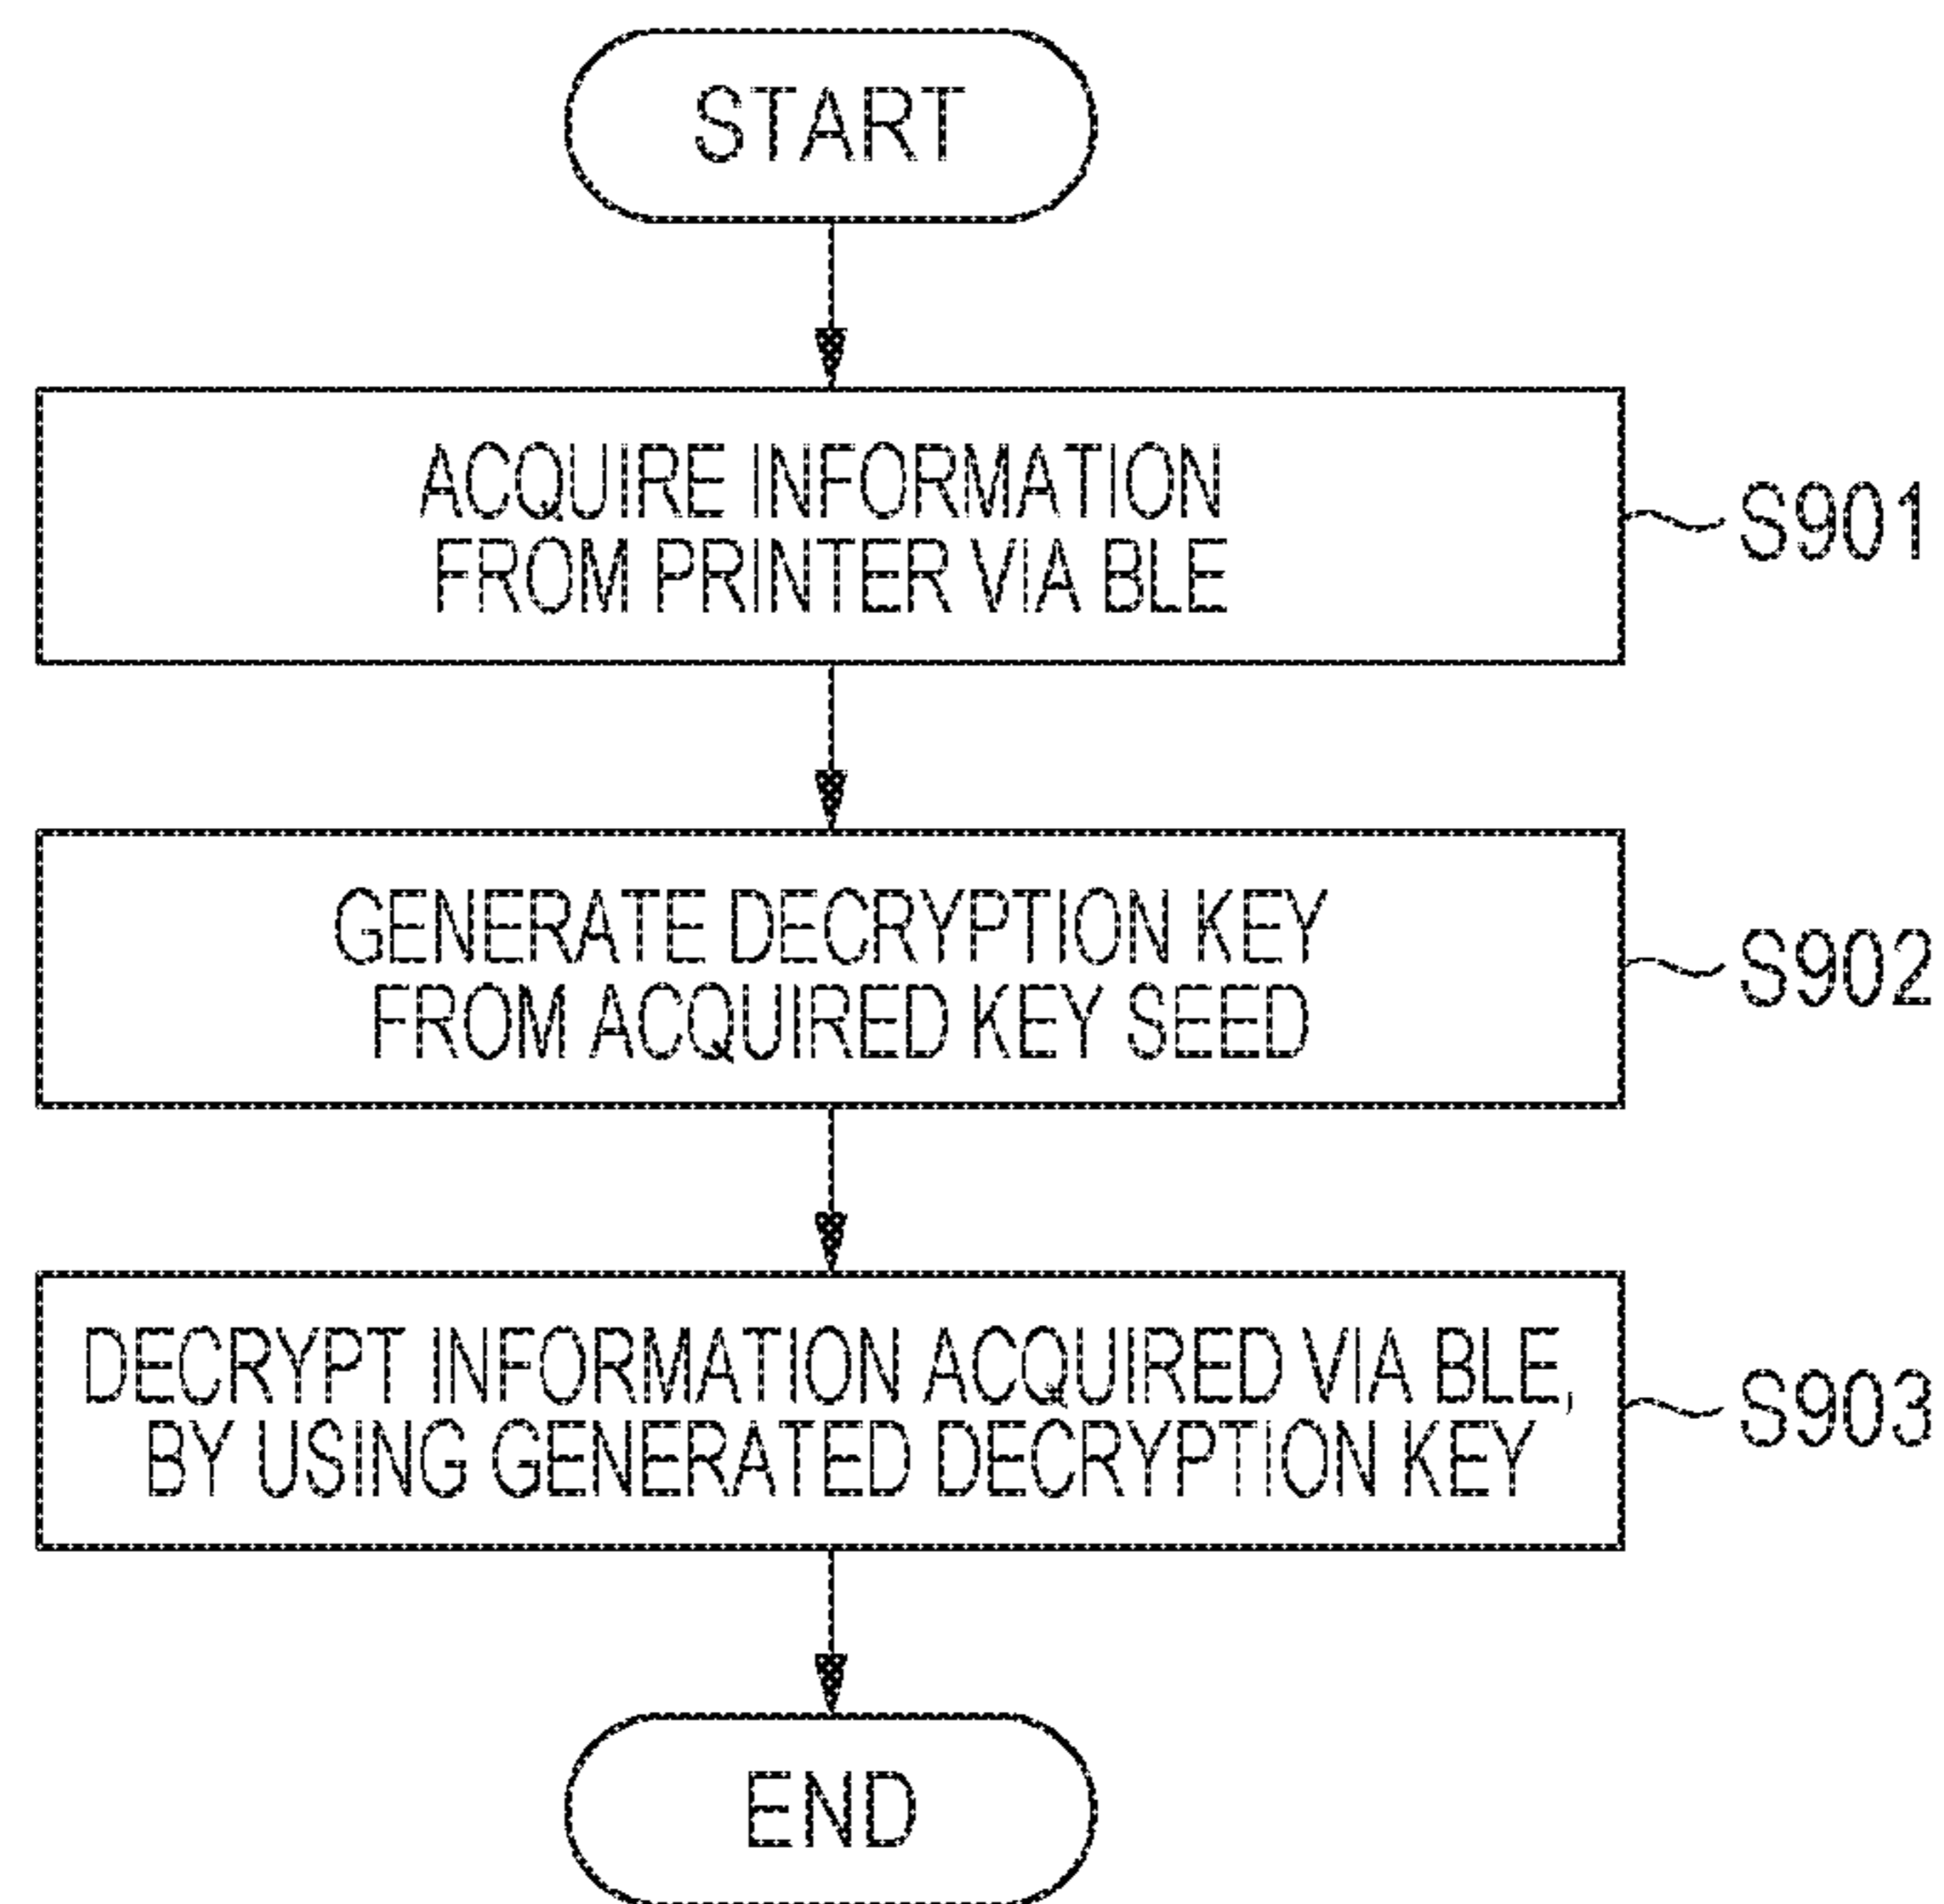 START
ACQUIRE INFORMATION
FROM PRINTER VIA BLE
S901
GENERATE DECRYPTION KEY
FROM ACQUIRED KEY SEED
S902
DECRYPT INFORMATION ACQUIRED VIA BLE,
BY USING GENERATED DECRYPTION KEY
S903
END